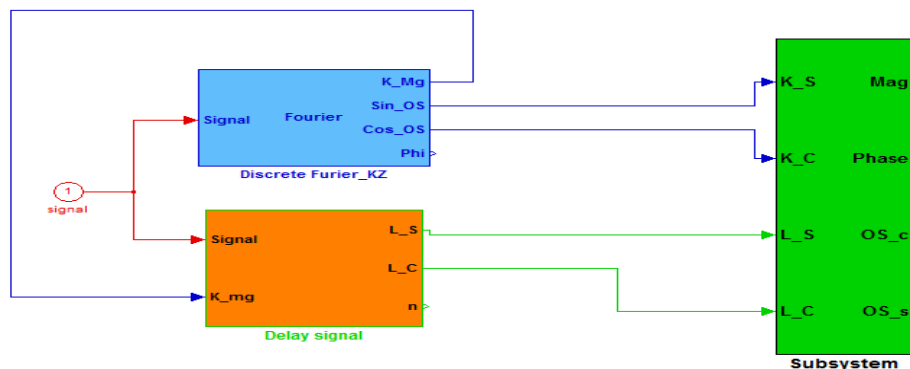 1
signal
Signal
Fourier
K_Mg
Sin_OS
Cos_OS
Phi
Discrete Furier_KZ
Signal
K_mg
L_S
L_C
n
Delay signal
K_S
Mag
K_C
Phase
L_S
OS_c
L_C
OS_s
Subsystem